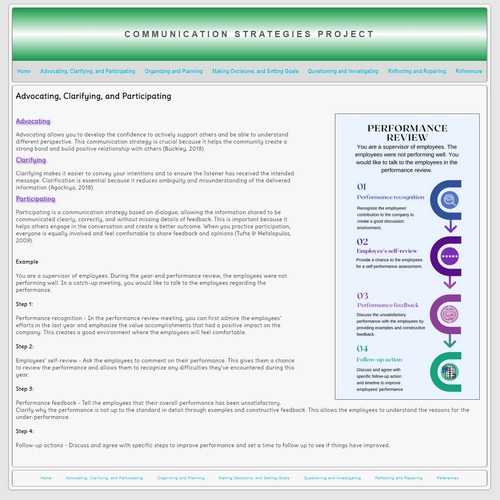 COMMUNICATION STRATEGIES PROJECT
Home Advocating, Clarifying, and Participating Organizing and Planning Making Decisions, and Setting Goals Questioning and Investigating Reflecting and Repairing References
Advocating, Clarifying, and Participating
Advocating
Advocating allows you to develop the confidence to actively support others and be able to understand
different perspective. This communication strategy is crucial because it helps the community create a
strong bond and build positive relationship with others (Buckley, 2018).
Clarifying
Clarifying makes it easier to convey your intentions and to ensure the listener has received the intended
message. Clarification is essential because it reduces ambiguity and misunderstanding of the delivered
information (Agochiya, 2018).
Participating
Participating is a communication strategy based on dialogue, allowing the information shared to be
communicated clearly, correctly, and without missing details of feedback. This is important because it
helps others engage in the conversation and create a better outcome. When you practice participation,
everyone is equally involved and feel comfortable to share feedback and opinions (Tufte & Mefalopulos,
2009).
Example
You are a supervisor of employees. During the year-end performance review, the employees were not
performing well. In a catch-up meeting, you would like to talk to the employees regarding the
performance.
Step 1:
Performance recognition - In the performance review meeting, you can first admire the employees'
efforts in the last year and emphasize the value accomplishments that had a positive impact on the
company. This creates a good environment where the employees will feel comfortable.
Step 2:
Employees' self-review - Ask the employees to comment on their performance. This gives them a chance
to review the performance and allows them to recognize any difficulties they've encountered during this
year.
Step 3:
Performance feedback - Tell the employees that their overall performance has been unsatisfactory.
Clarify why the performance is not up to the standard in detail through examples and constructive feedback. This allows the employees to understand the reasons for the
under-performance.
Step 4:
Follow-up actions - Discuss and agree with specific steps to improve performance and set a time to follow up to see if things have improved.
PERFORMANCE
REVIEW
You are a supervisor of employees. The
employees were not performing well. You
would like to talk to the employees in the
performance review.
01
Performance recognition
Recognize the employees'
contribution to the company to
create a good discussion
environment.
02
Employee's self-review
Provide a chance to the employees
for a self performance assessment.
03
Performance feedback
Discuss the unsatisfactory
performance with the employees by
providing examples and constructive
feedback.
04
Follow-up action
Discuss and agree with
specific follow-up action
and timeline to improve
employees' performance
Home Advocating, Clarifying, and Participating Organizing and Planning Making Decisions, and Setting Goals Questioning and Investigating Reflecting and Repairing References